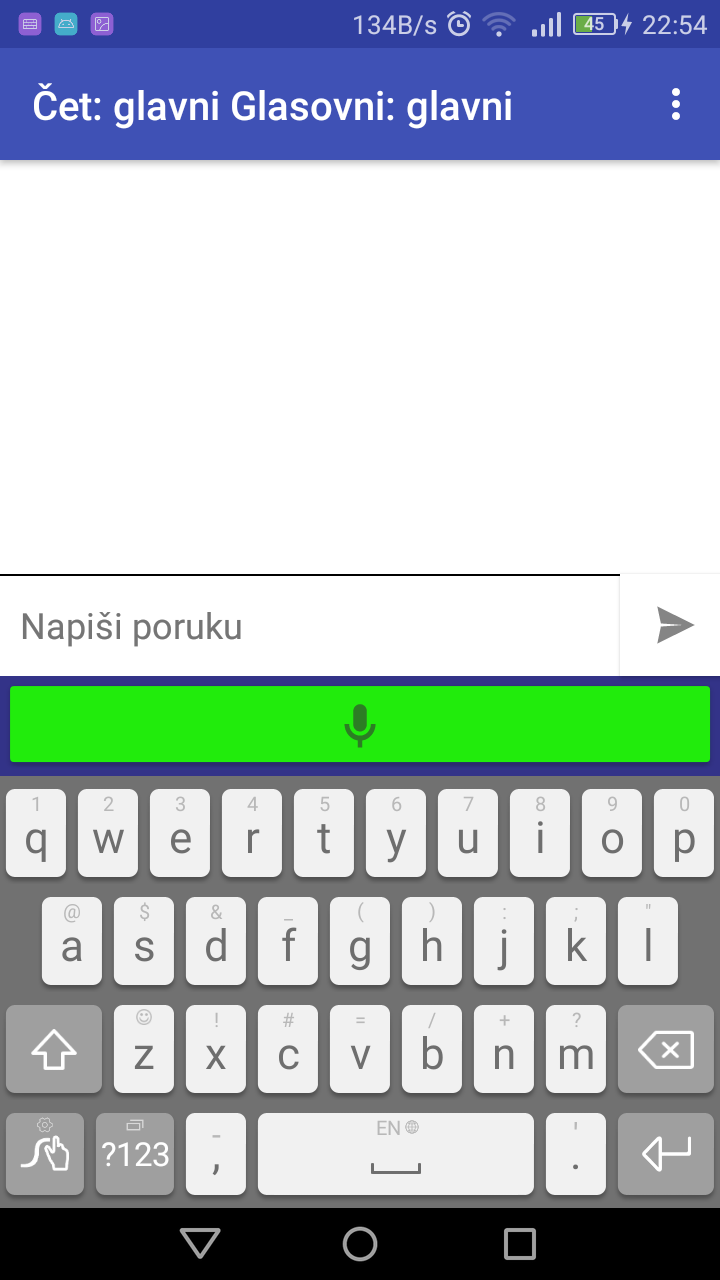 134B/s 45 22:54
Čet: glavni Glasovni: glavni
Napiši poruku
1 2 3 4 5 6 7 8 9 0
q w e r t y u i o p
@ $ & _ ( ) : ; "
a s d f g h j k l
! # = / + ?
z x c v b n m
- EN '
?123 , .